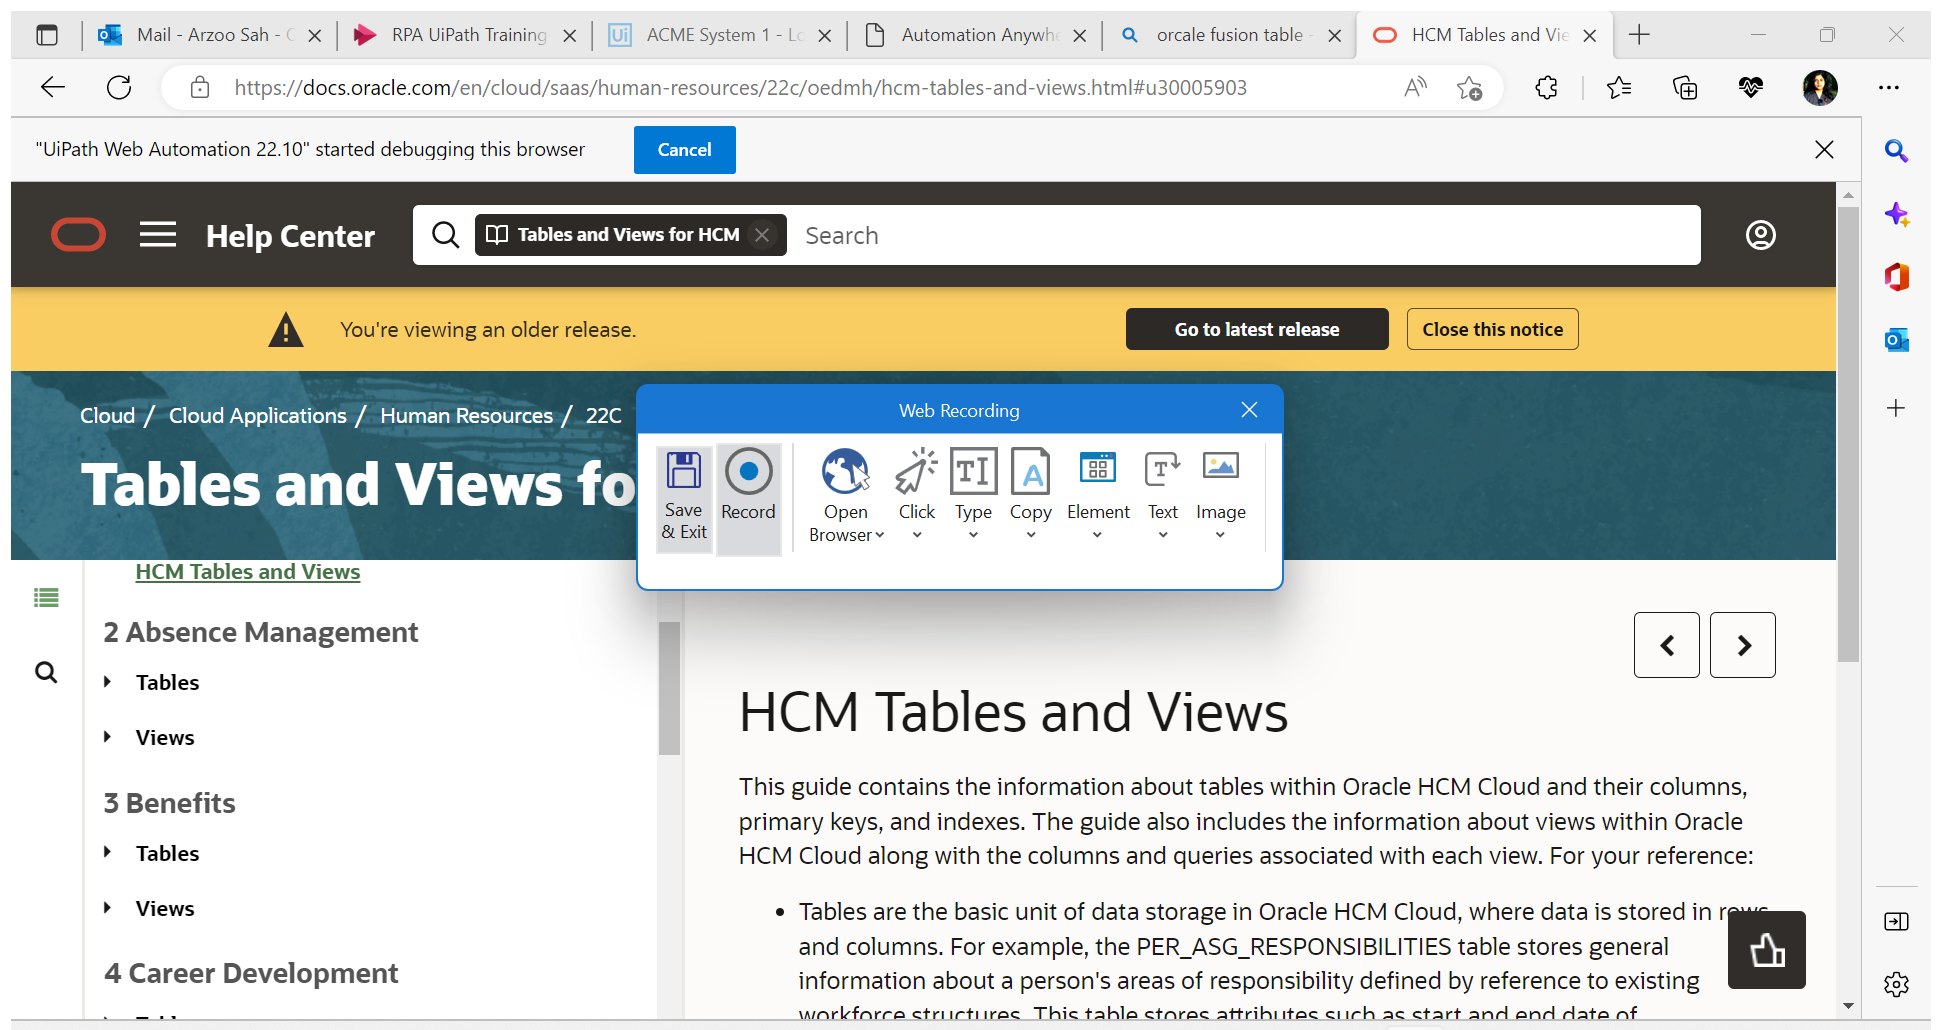 Mail - Arzoo Sah -
RPA UiPath Training
ACME System 1 - Lo
Automation Anywhe
orcale fusion table -
HCM Tables and Vie
https://docs.oracle.com/en/cloud/saas/human-resources/22c/oedmh/hcm-tables-and-views.html#u30005903
"UiPath Web Automation 22.10" started debugging this browser
Cancel
Help Center
Tables and Views for HCM
Search
You're viewing an older release.
Go to latest release
Close this notice
Cloud / Cloud Applications / Human Resources / 22C
Tables and Views fo
Web Recording
Save & Exit
Record
Open Browser
Click
Type
Copy
Element
Text
Image
HCM Tables and Views
2 Absence Management
Tables
Views
3 Benefits
Tables
Views
4 Career Development
HCM Tables and Views
This guide contains the information about tables within Oracle HCM Cloud and their columns,
primary keys, and indexes. The guide also includes the information about views within Oracle
HCM Cloud along with the columns and queries associated with each view. For your reference:
• Tables are the basic unit of data storage in Oracle HCM Cloud, where data is stored in rows
and columns. For example, the PER_ASG_RESPONSIBILITIES table stores general
information about a person's areas of responsibility defined by reference to existing
workforce structures. This table stores attributes such as start and end date of